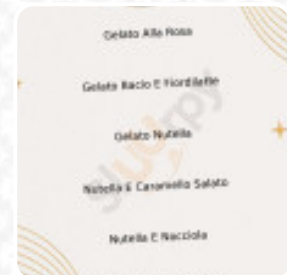 Gelato Alla Rosa
Gelato Bacio E Fiordilatte
Gelato Nutella
Nutella E Caramello Salato
Nutella E Nocciola